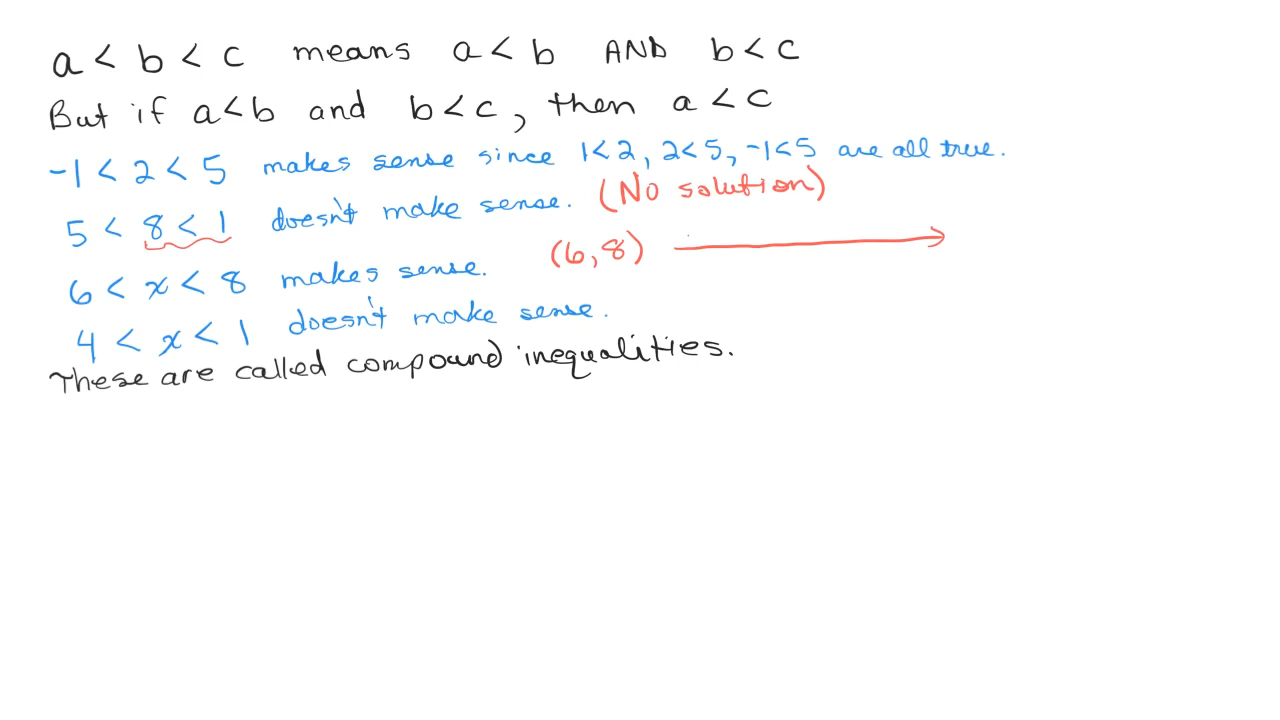 a < b < c means a < b AND b < c
But if a < b and b < c, then a < c
-1 < 2 < 5 makes sense since 1 < 2, 2 < 5, -1 < 5 are all true.
5 < 8 < 1 doesn't make sense. (No solution)
6 < x < 8 makes sense. (6, 8)
4 < x < 1 doesn't make sense.
These are called compound inequalities.